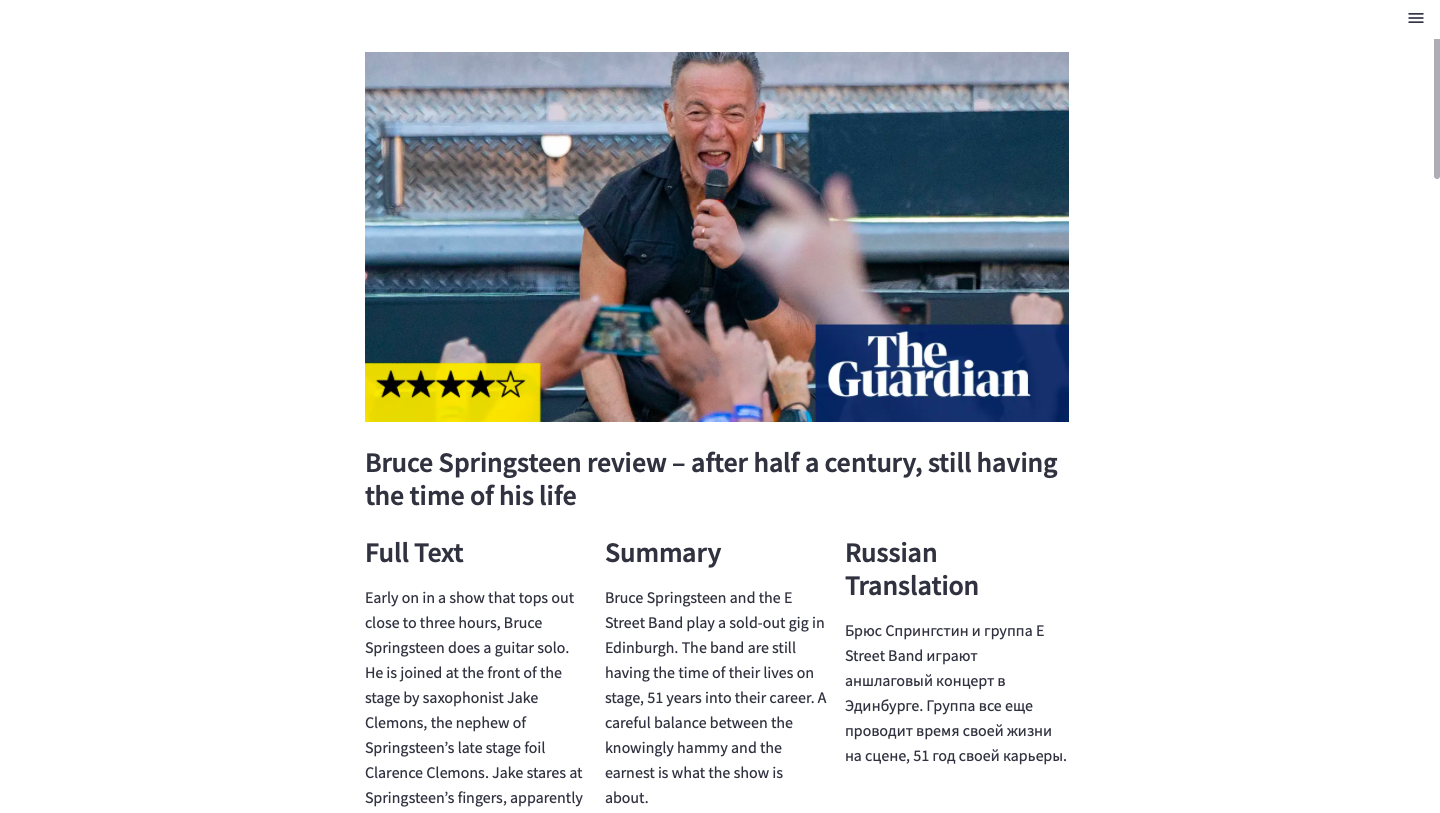 ★★★★☆
The
Guardian
Bruce Springsteen review – after half a century, still having
the time of his life
Full Text
Early on in a show that tops out
close to three hours, Bruce
Springsteen does a guitar solo.
He is joined at the front of the
stage by saxophonist Jake
Clemons, the nephew of
Springsteen’s late stage foil
Clarence Clemons. Jake stares at
Springsteen’s fingers, apparently
Summary
Bruce Springsteen and the E
Street Band play a sold-out gig in
Edinburgh. The band are still
having the time of their lives on
stage, 51 years into their career. A
careful balance between the
knowingly hammy and the
earnest is what the show is
about.
Russian
Translation
Брюс Спрингстин и группа E
Street Band играют
аншлаговый концерт в
Эдинбурге. Группа все еще
проводит время своей жизни
на сцене, 51 год своей карьеры.